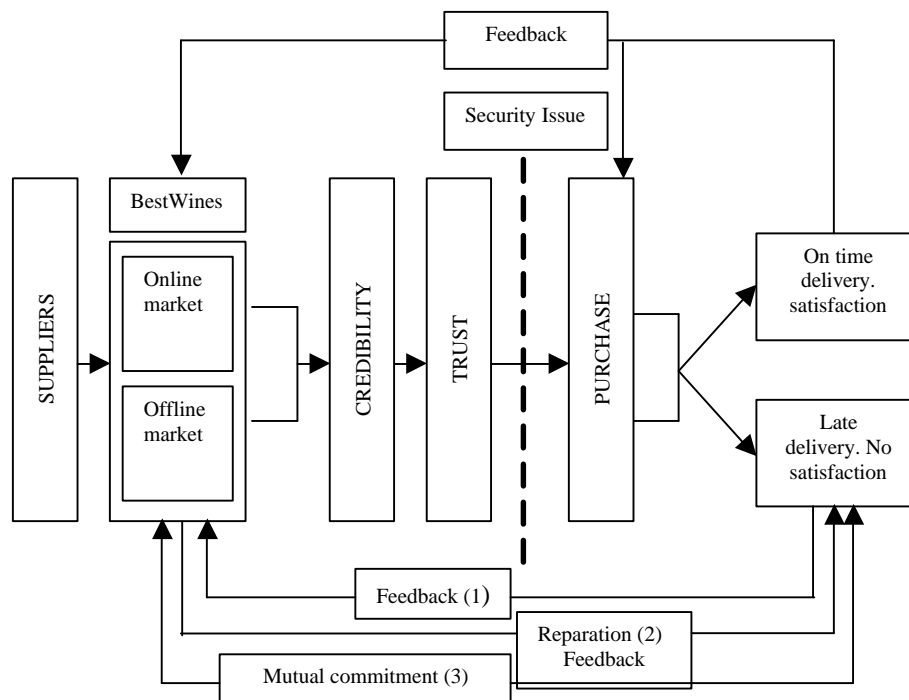 Feedback
Security Issue
SUPPLIERS
BestWines
Online
market
Offline
market
CREDIBILITY
TRUST
PURCHASE
On time
delivery.
satisfaction
Late
delivery. No
satisfaction
Feedback (1)
Reparation (2)
Feedback
Mutual commitment (3)